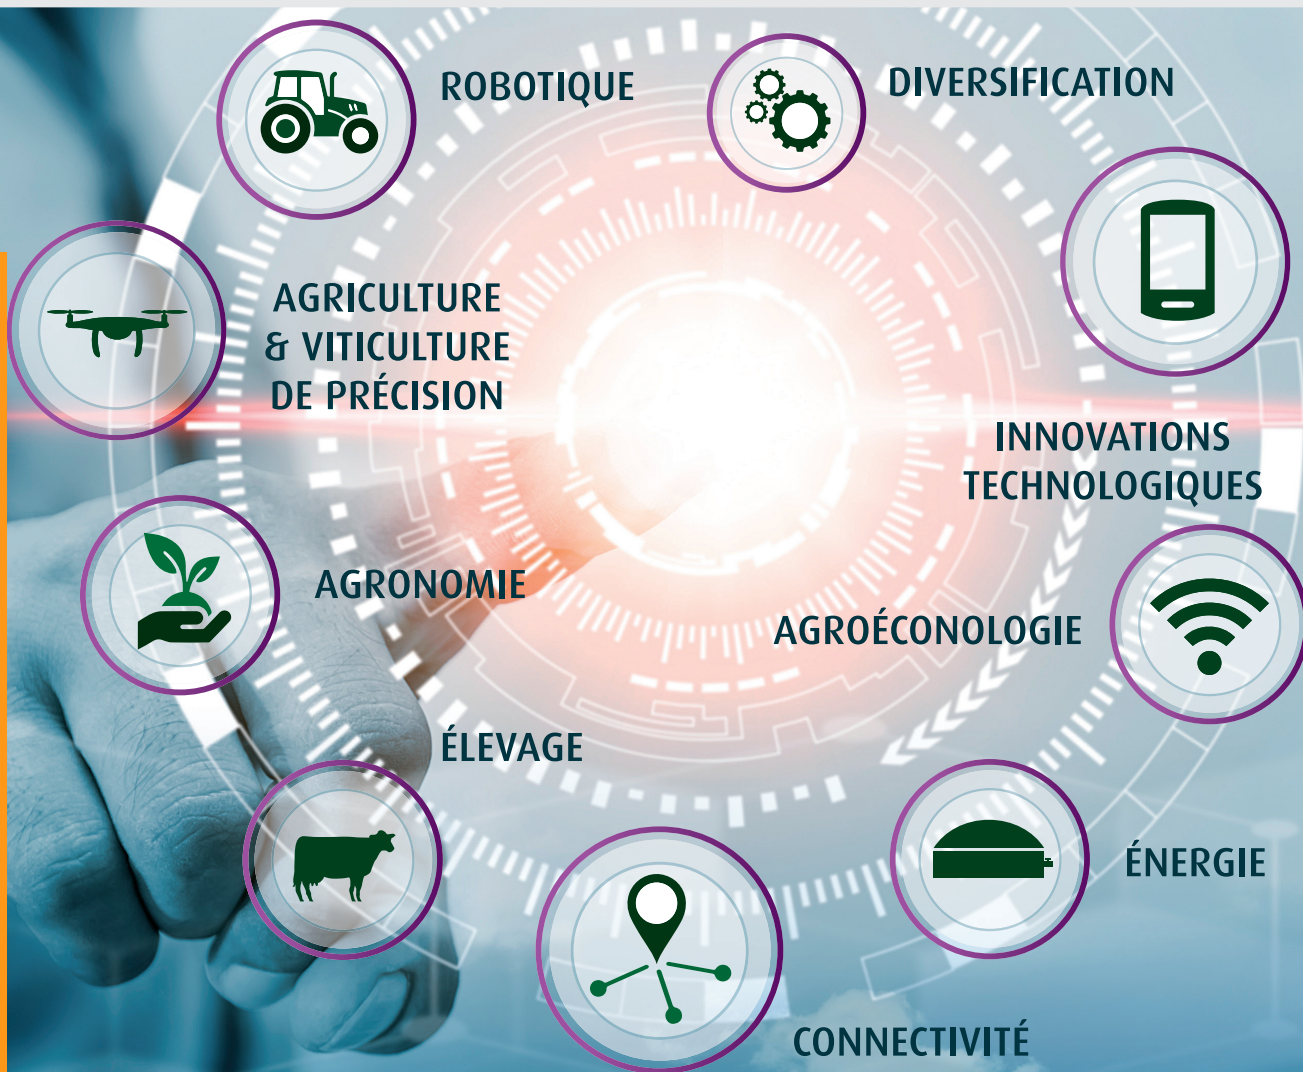 ROBOTIQUE
DIVERSIFICATION
AGRICULTURE
& VITICULTURE
DE PRÉCISION
INNOVATIONS
TECHNOLOGIQUES
AGRONOMIE
AGROÉCONOLOGIE
ÉLEVAGE
ÉNERGIE
CONNECTIVITÉ